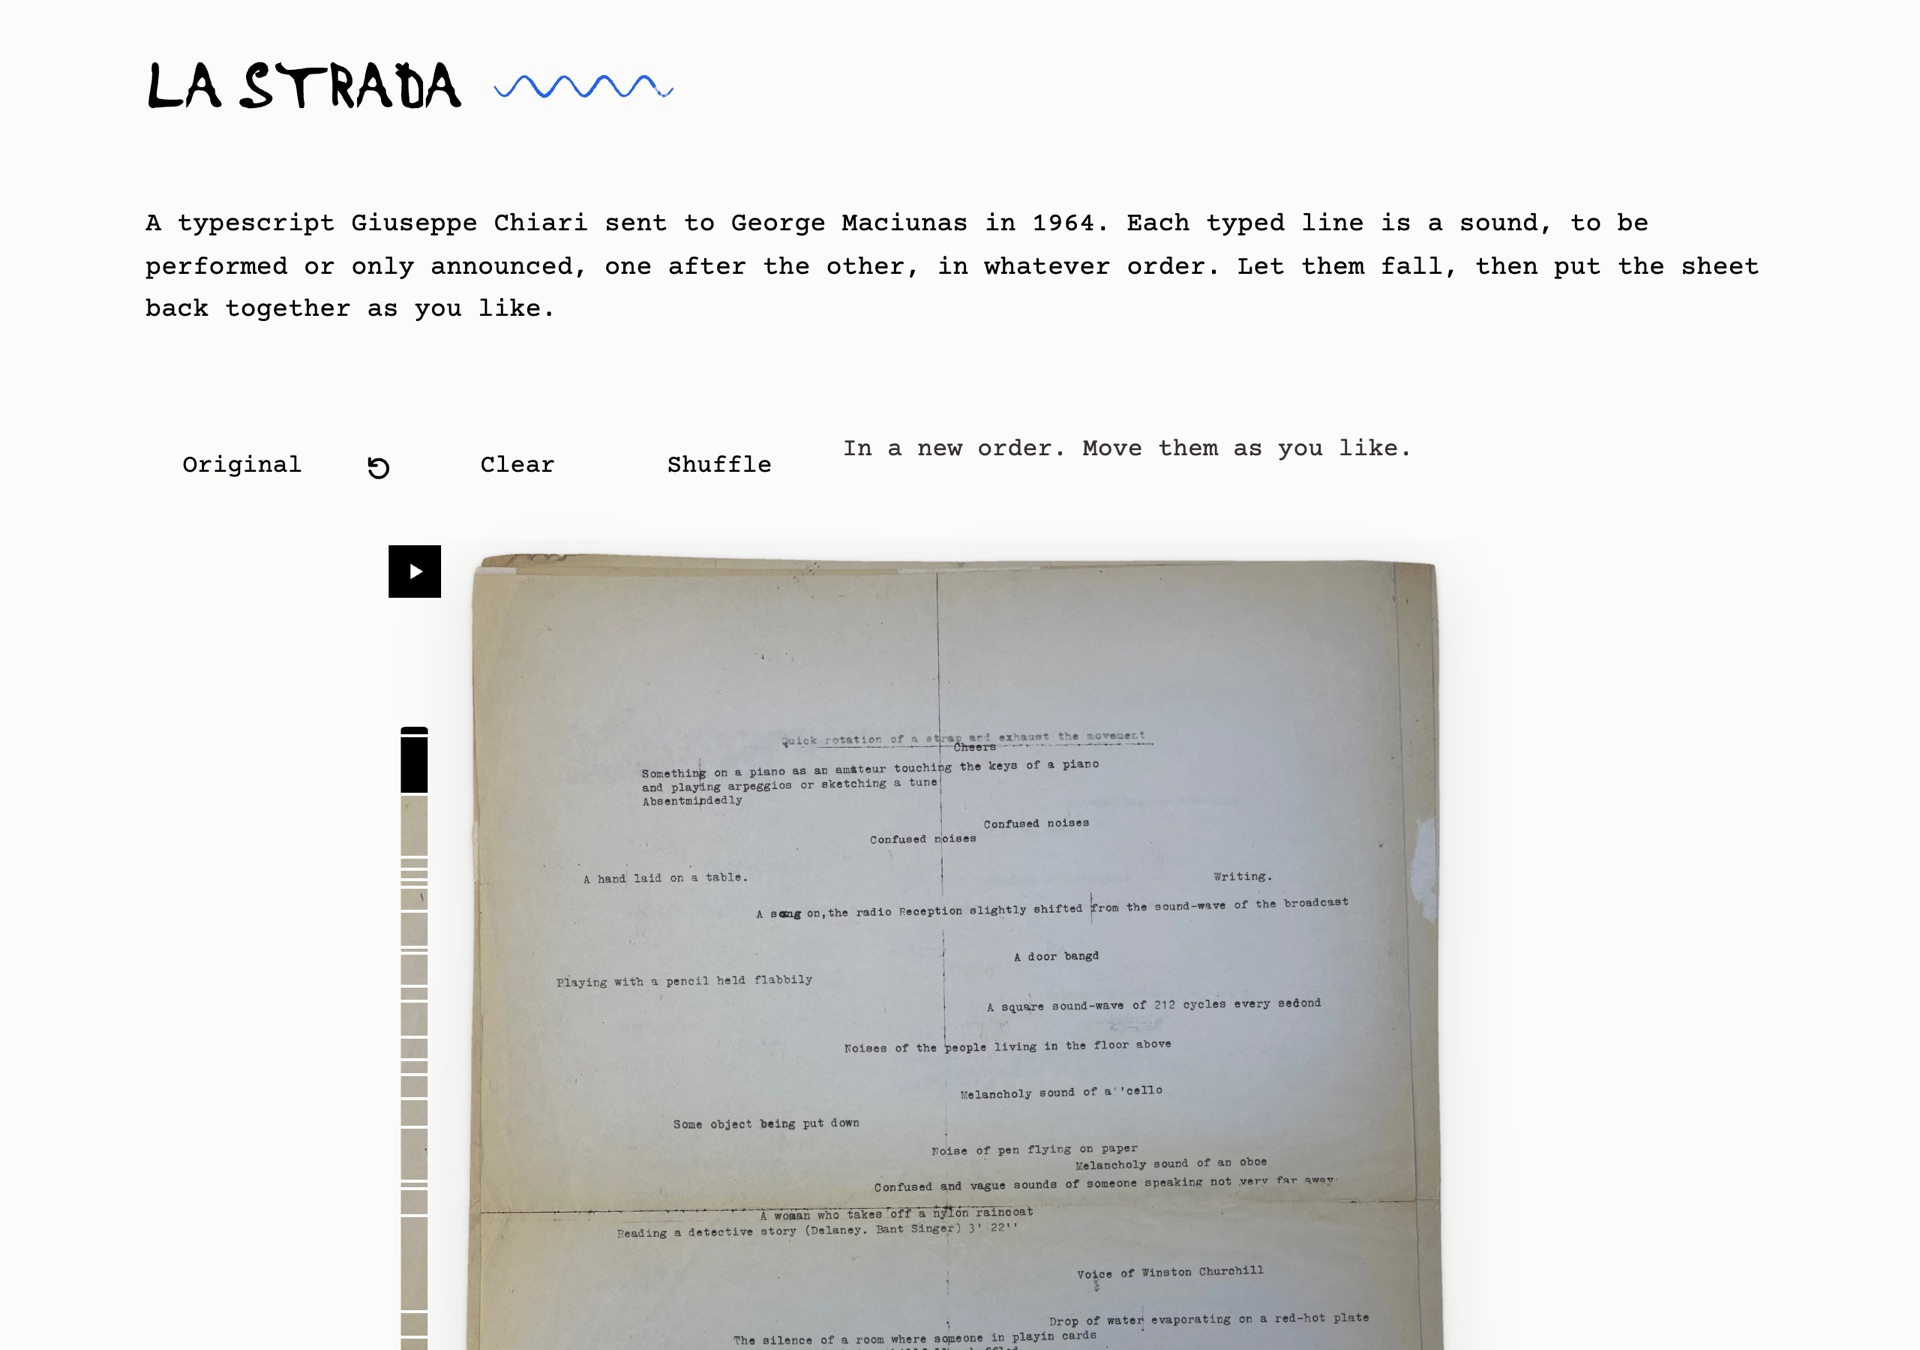 LA STRADA
A typescript Giuseppe Chiari sent to George Maciunas in 1964. Each typed line is a sound, to be
performed or only announced, one after the other, in whatever order. Let them fall, then put the sheet
back together as you like.
Original
Clear
Shuffle
In a new order. Move them as you like.
Quick rotation of a strap and exhaust the movement
Cheers
Something on a piano as an amateur touching the keys of a piano
and playing arpeggios or sketching a tune
Absentmindedly
Confused noises
Confused noises
A hand laid on a table.
Writing.
A song on,the radio Reception slightly shifted from the sound-wave of the broadcast
A door bangd
Playing with a pencil held flabbily
A square sound-wave of 212 cycles every sedond
Noises of the people living in the floor above
Melancholy sound of a''cello
Some object being put down
Noise of pen flying on paper
Melancholy sound of an oboe
Confused and vague sounds of someone speaking not very far away
A woman who takes off a nylon raincoat
Reading a detective story (Delaney. Bant Singer) 3' 22''
Voice of Winston Churchill
Drop of water evaporating on a red-hot plate
The silence of a room where someone in playin cards